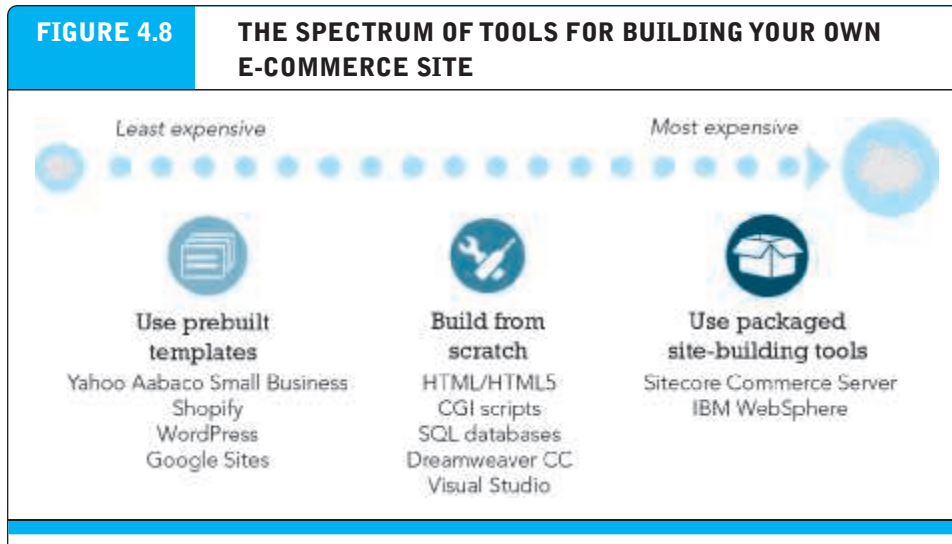 FIGURE 4.8
THE SPECTRUM OF TOOLS FOR BUILDING YOUR OWN
E-COMMERCE SITE
Least expensive
Most expensive
Use prebuilt
templates
Yahoo Aabaco Small Business
Shopify
WordPress
Google Sites
Build from
scratch
HTML/HTML5
CGI scripts
SQL databases
Dreamweaver CC
Visual Studio
Use packaged
site-building tools
Sitecore Commerce Server
IBM WebSphere